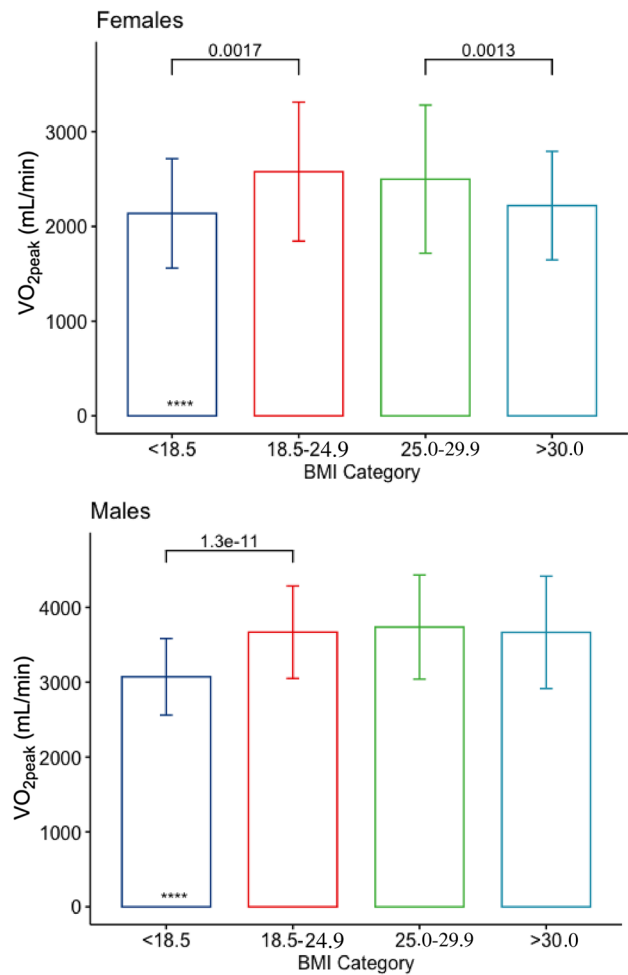 Females
0.0017 0.0013
3000
2000
1000
0
VO2peak (mL/min)
****
<18.5 18.5-24.9 25.0-29.9 >30.0
BMI Category
Males
1.3e-11
4000
3000
2000
1000
0
VO2peak (mL/min)
****
<18.5 18.5-24.9 25.0-29.9 >30.0
BMI Category